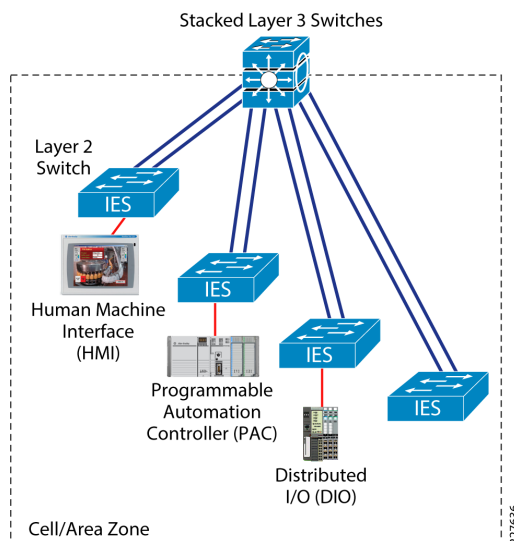 Stacked Layer 3 Switches
Layer 2
Switch
IES
Human Machine
Interface
(HMI)
IES
Programmable
Automation
Controller (PAC)
IES
Distributed
I/O (DIO)
IES
Cell/Area Zone